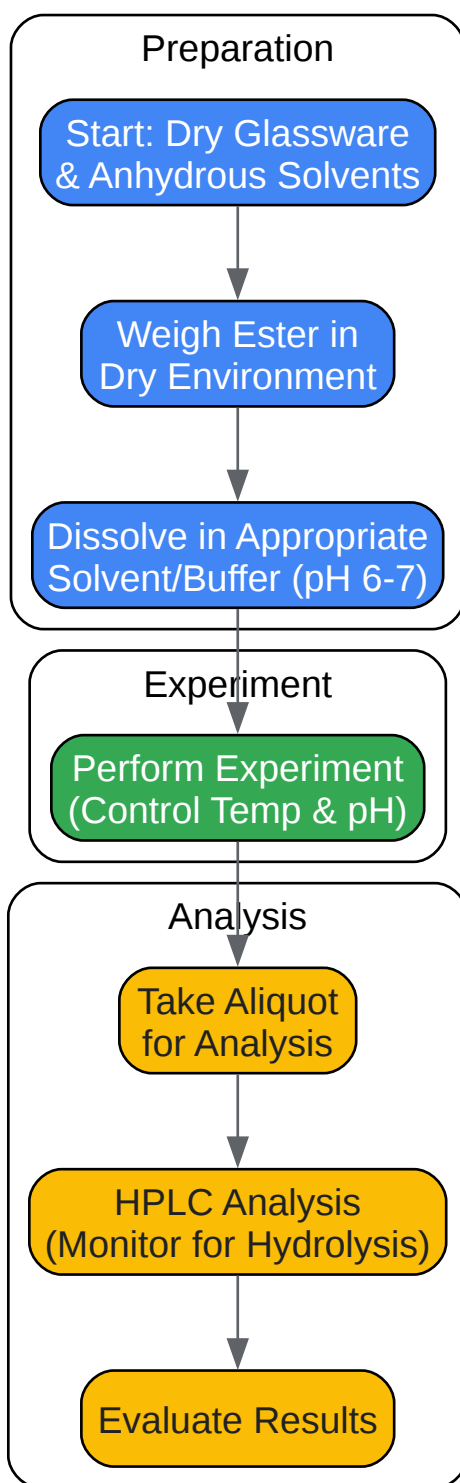 Preparation
Start: Dry Glassware
& Anhydrous Solvents
Weigh Ester in
Dry Environment
Dissolve in Appropriate
Solvent/Buffer (pH 6-7)
Experiment
Perform Experiment
(Control Temp & pH)
Analysis
Take Aliquot
for Analysis
HPLC Analysis
(Monitor for Hydrolysis)
Evaluate Results